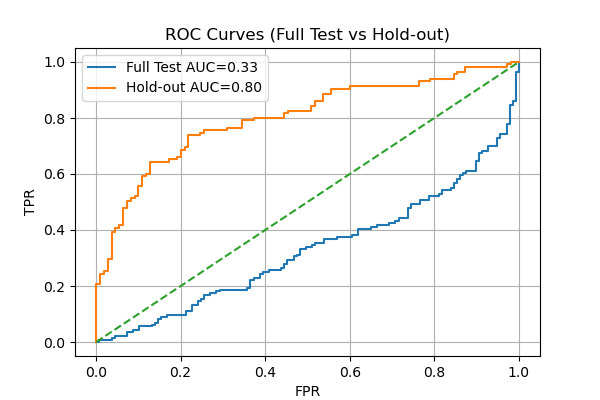 ROC Curves (Full Test vs Hold-out)
Full Test AUC=0.33
Hold-out AUC=0.80
1.0
0.8
0.6
0.4
0.2
0.0
TPR
0.0 0.2 0.4 0.6 0.8 1.0
FPR